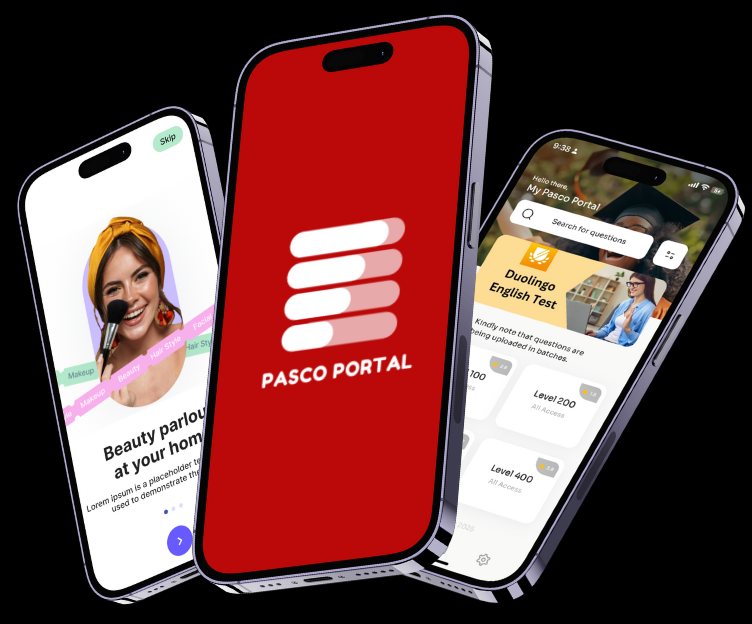 Skip
Makeup
Makeup
Beauty
Hair Style
Facial
Hair Style
Beauty parlou
at your hom
Lorem ipsum is a placeholder te
used to demonstrate the
PASCO PORTAL
9:38
Hello there,
My Pasco Portal
Search for questions
Duolingo
English Test
Kindly note that questions are
being uploaded in batches.
100
Level 200
All Access
Level 400
All Access